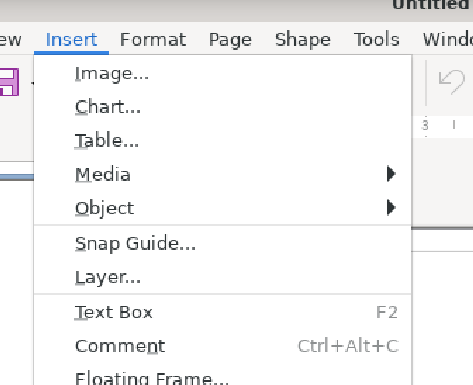 Untitled
ew Insert Format Page Shape Tools Windo
Image...
Chart...
Table...
3
Media
Object
Snap Guide...
Layer...
Text Box F2
Comment Ctrl+Alt+C
Floating Frame...